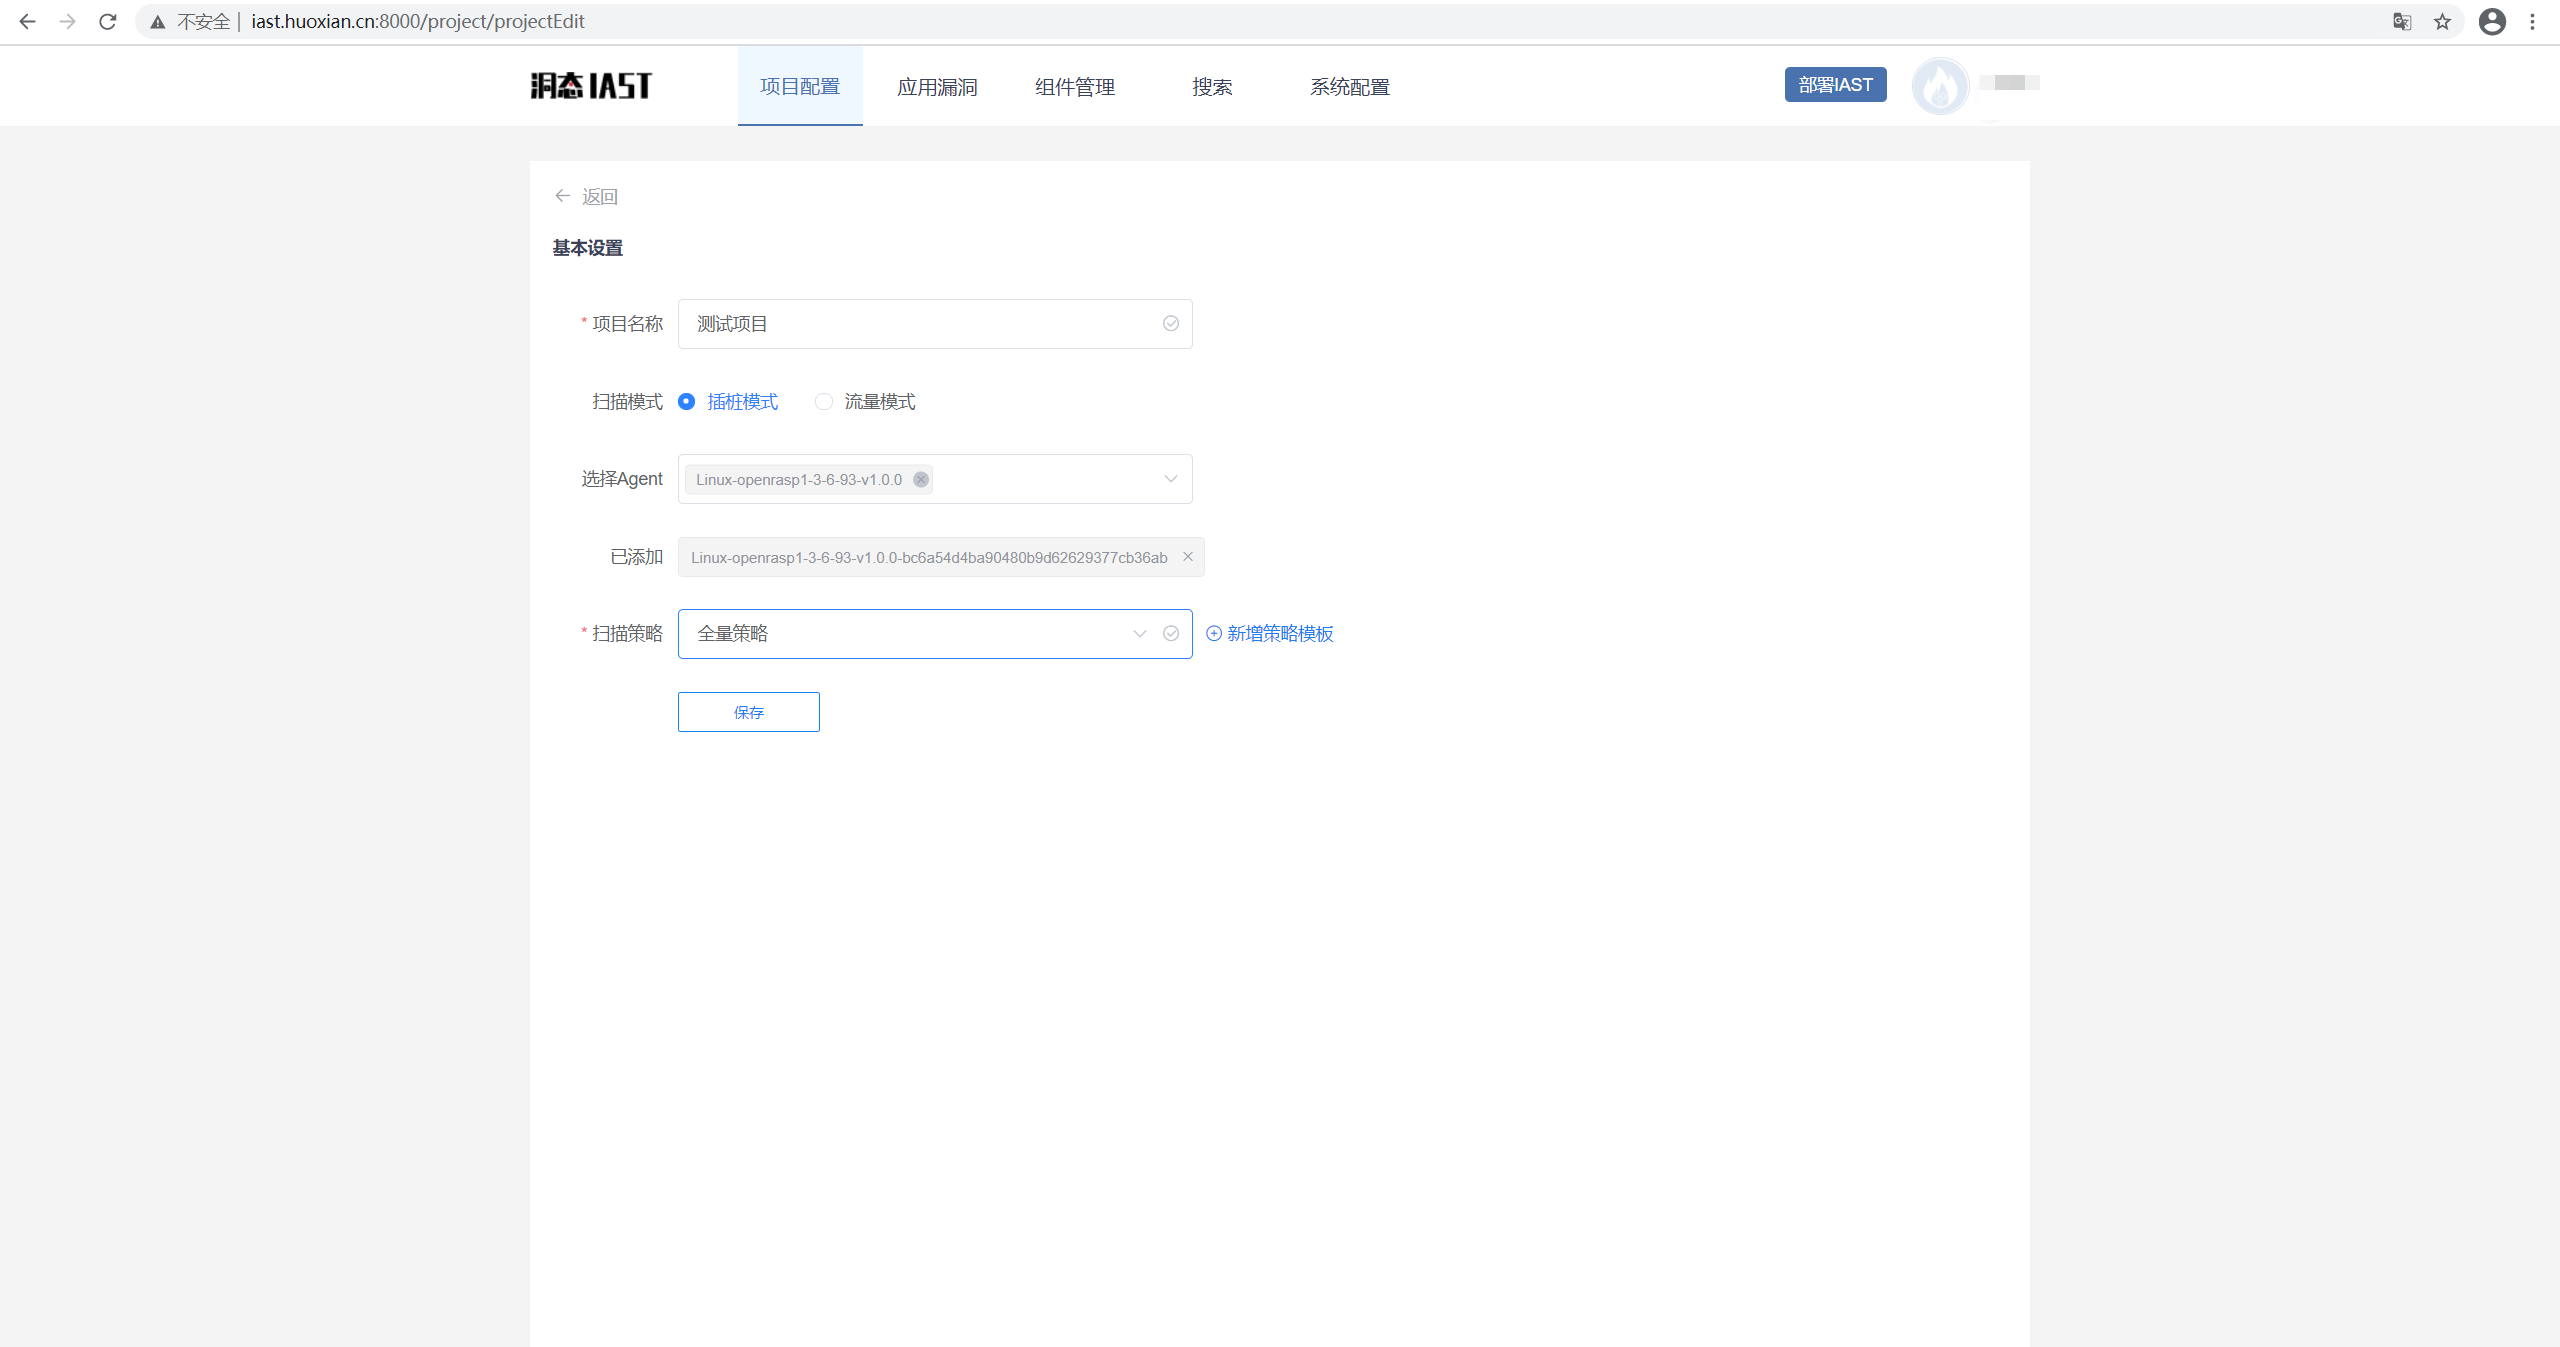 不安全 | iast.huoxian.cn:8000/project/projectEdit
洞态IAST 项目配置 应用漏洞 组件管理 搜索 系统配置 部署IAST
返回
基本设置
* 项目名称 测试项目
扫描模式 插桩模式 流量模式
选择Agent Linux-openrasp1-3-6-93-v1.0.0
已添加 Linux-openrasp1-3-6-93-v1.0.0-bc6a54d4ba90480b9d62629377cb36ab
* 扫描策略 全量策略 新增策略模板
保存